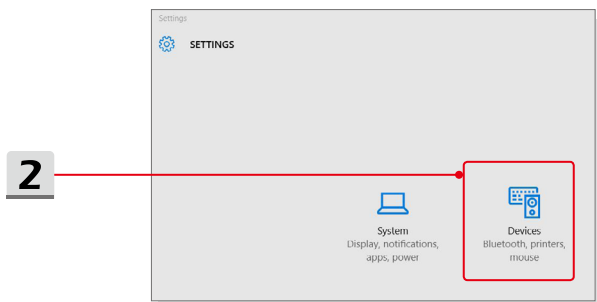 Settings
SETTINGS
2
System
Display, notifications,
apps, power
Devices
Bluetooth, printers,
mouse